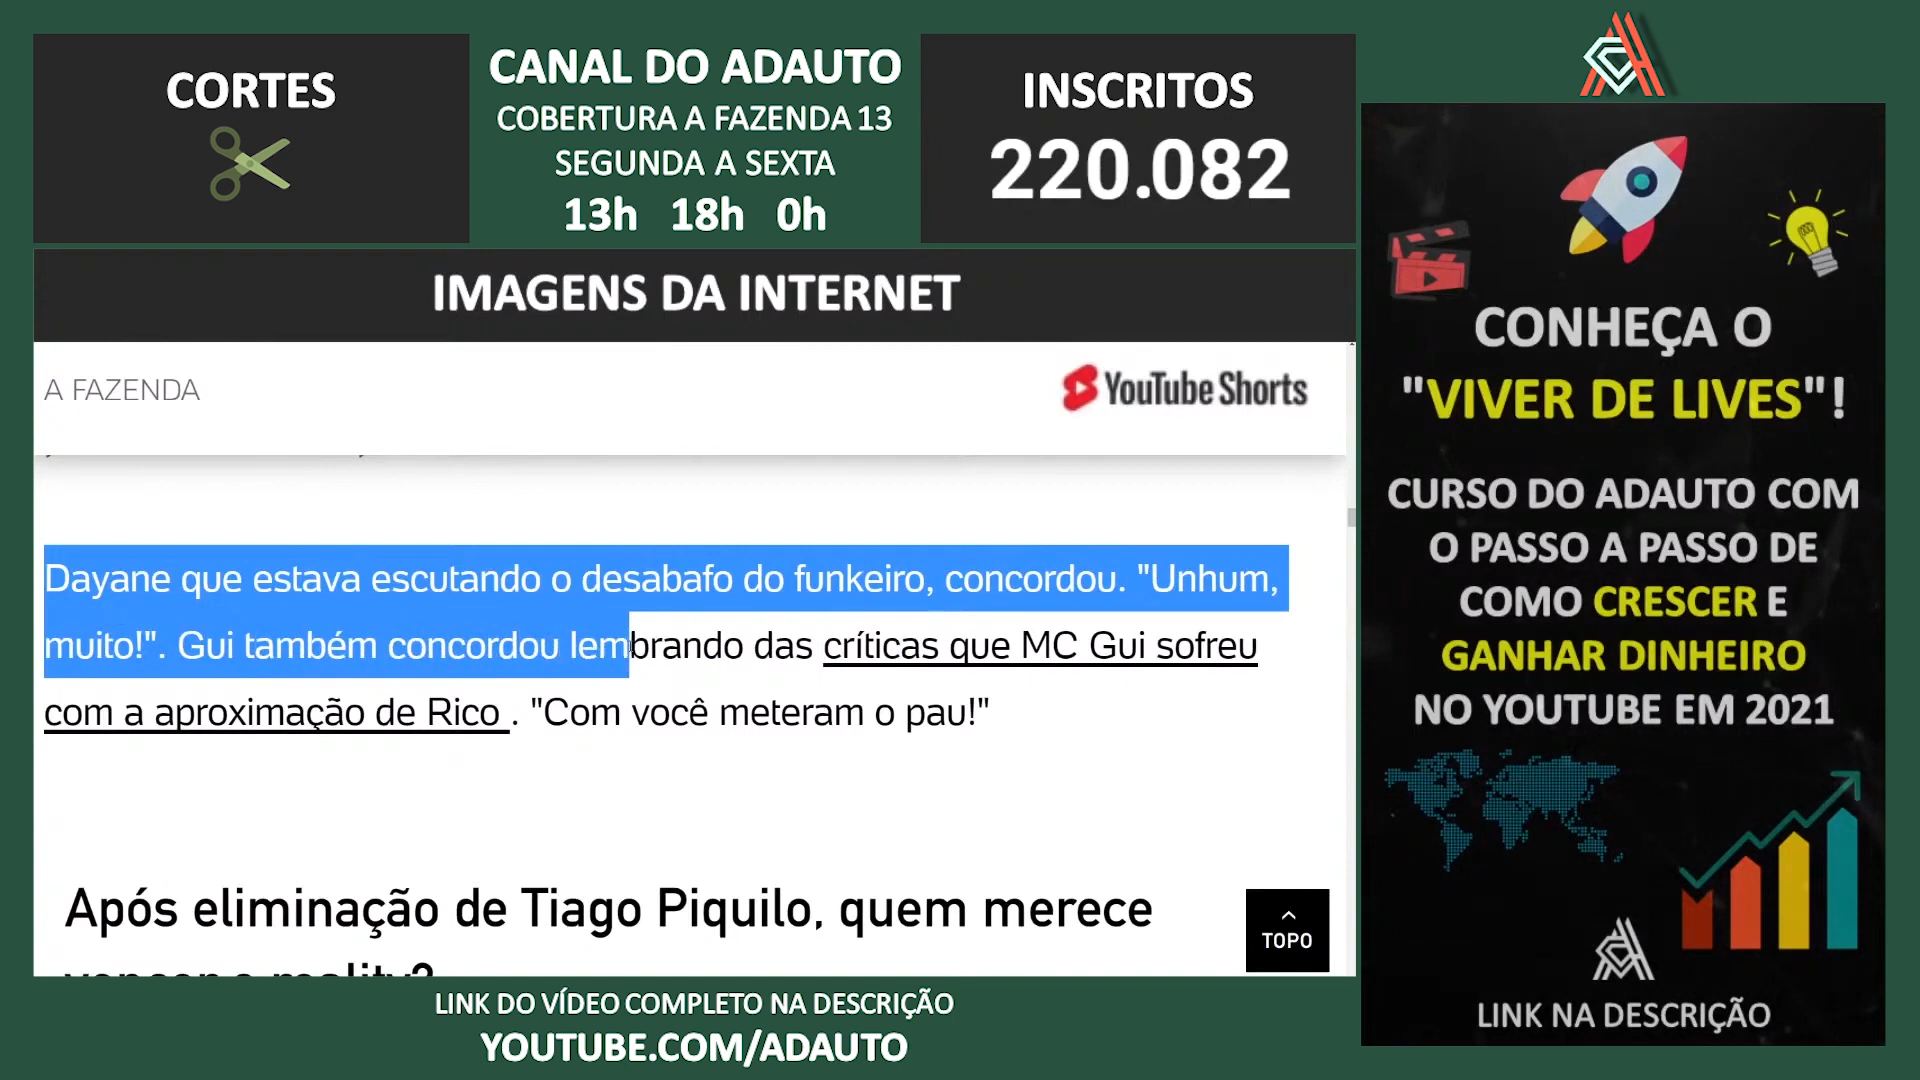 CORTES
CANAL DO ADAUTO
COBERTURA A FAZENDA 13
SEGUNDA A SEXTA
13h 18h 0h
INSCRITOS
220.082
IMAGENS DA INTERNET
A FAZENDA
YouTube Shorts
Dayane que estava escutando o desabafo do funkeiro, concordou. "Unhum,
muito!". Gui também concordou lembrando das críticas que MC Gui sofreu
com a aproximação de Rico . "Com você meteram o pau!"
Após eliminação de Tiago Piquilo, quem merece
vencer o reality?
TOPO
LINK DO VÍDEO COMPLETO NA DESCRIÇÃO
YOUTUBE.COM/ADAUTO
CONHEÇA O
"VIVER DE LIVES"!
CURSO DO ADAUTO COM
O PASSO A PASSO DE
COMO CRESCER E
GANHAR DINHEIRO
NO YOUTUBE EM 2021
LINK NA DESCRIÇÃO